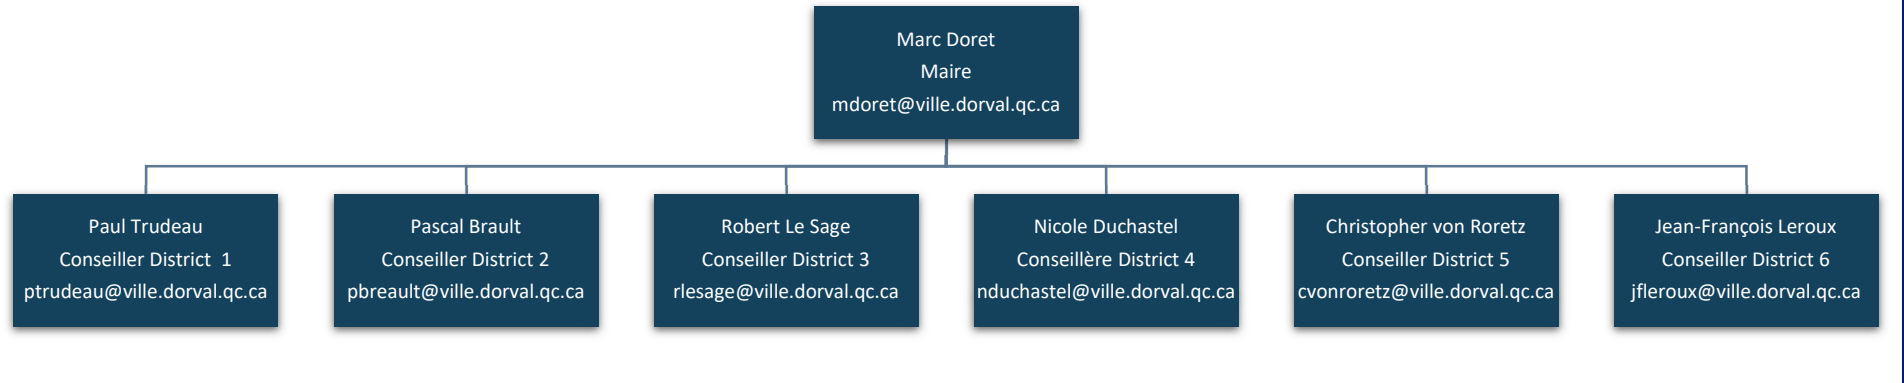 Marc Doret
Maire
mdoret@ville.dorval.qc.ca
Paul Trudeau
Conseiller District  1
ptrudeau@ville.dorval.qc.ca
Pascal Brault
Conseiller District 2
pbreault@ville.dorval.qc.ca
Robert Le Sage
Conseiller District 3
rlesage@ville.dorval.qc.ca
Nicole Duchastel
Conseillère District 4
nduchastel@ville.dorval.qc.ca
Christopher von Roretz
Conseiller District 5
cvonroretz@ville.dorval.qc.ca
Jean-François Leroux
Conseiller District 6
jfleroux@ville.dorval.qc.ca